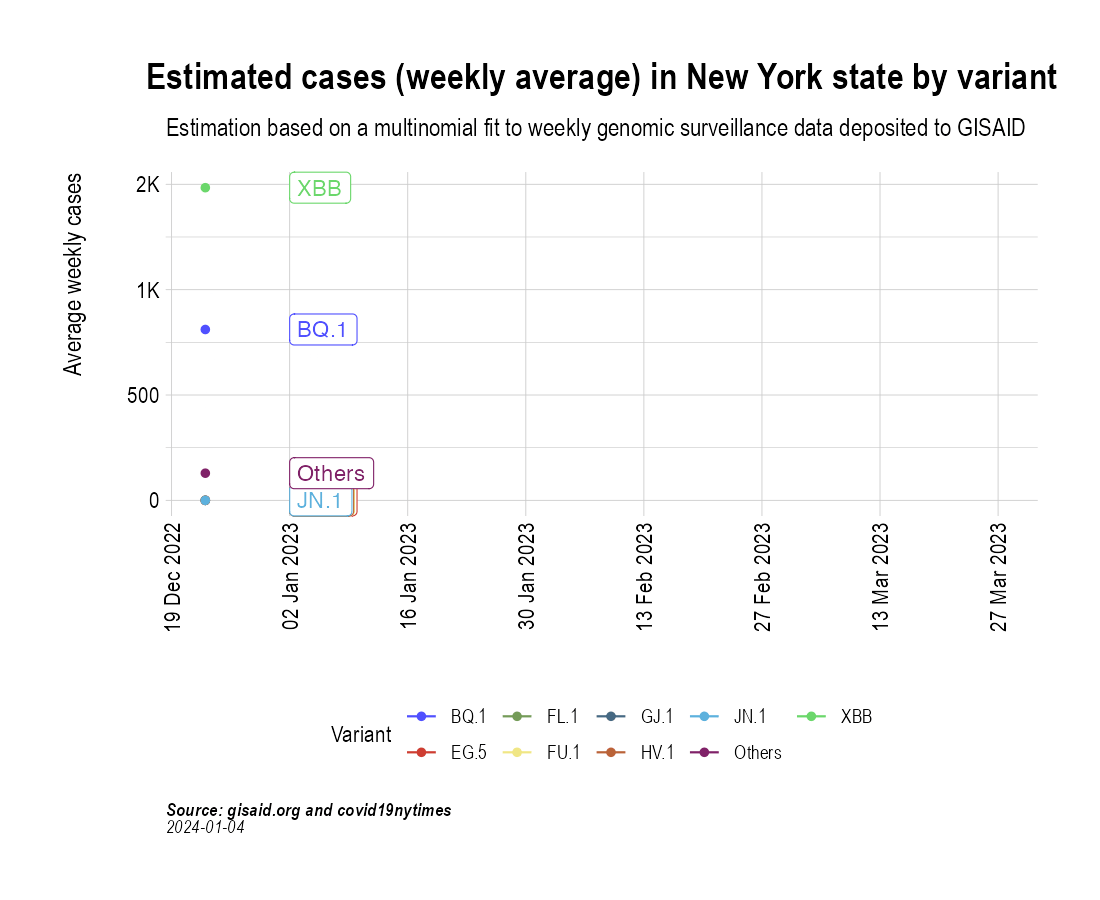 Estimated cases (weekly average) in New York state by variant
Estimation based on a multinomial fit to weekly genomic surveillance data deposited to GISAID
Average weekly cases
2K
1K
500
0
XBB
BQ.1
Others
JN.1
19 Dec 2022
02 Jan 2023
16 Jan 2023
30 Jan 2023
13 Feb 2023
27 Feb 2023
13 Mar 2023
27 Mar 2023
Variant
BQ.1 FL.1 GJ.1 JN.1 XBB
EG.5 FU.1 HV.1 Others
Source: gisaid.org and covid19nytimes
2024-01-04